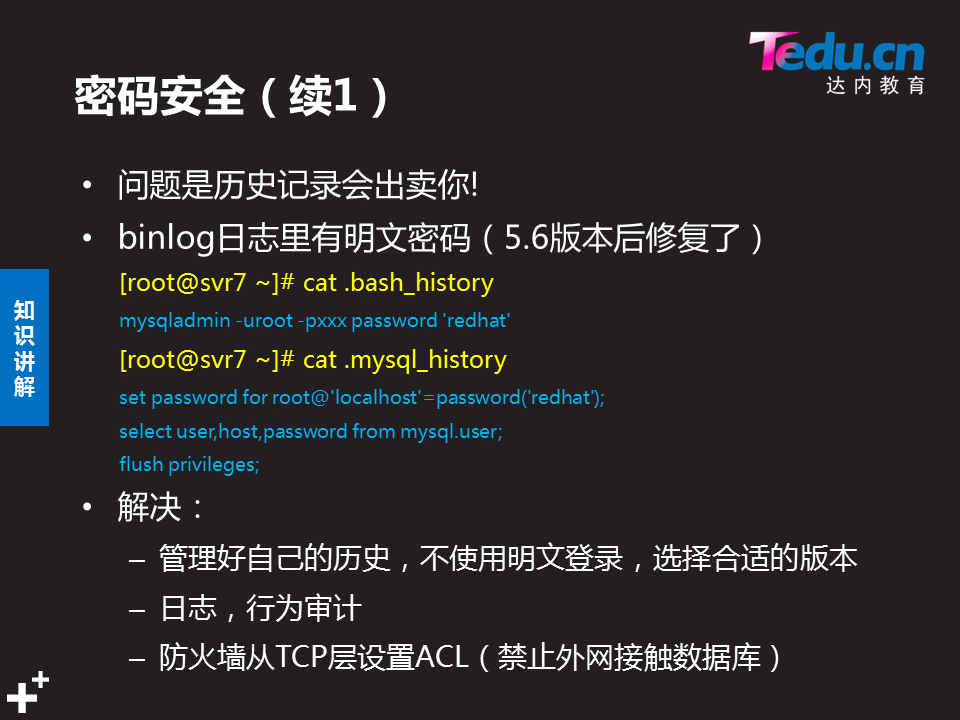 Tedu.cn
达内教育
密码安全（续1）
• 问题是历史记录会出卖你!
• binlog日志里有明文密码（5.6版本后修复了）
[root@svr7 ~]# cat .bash_history
mysqladmin -uroot -pxxx password 'redhat'
[root@svr7 ~]# cat .mysql_history
set password for root@'localhost'=password('redhat');
select user,host,password from mysql.user;
flush privileges;
• 解决：
– 管理好自己的历史，不使用明文登录，选择合适的版本
– 日志，行为审计
– 防火墙从TCP层设置ACL（禁止外网接触数据库）
知识讲解